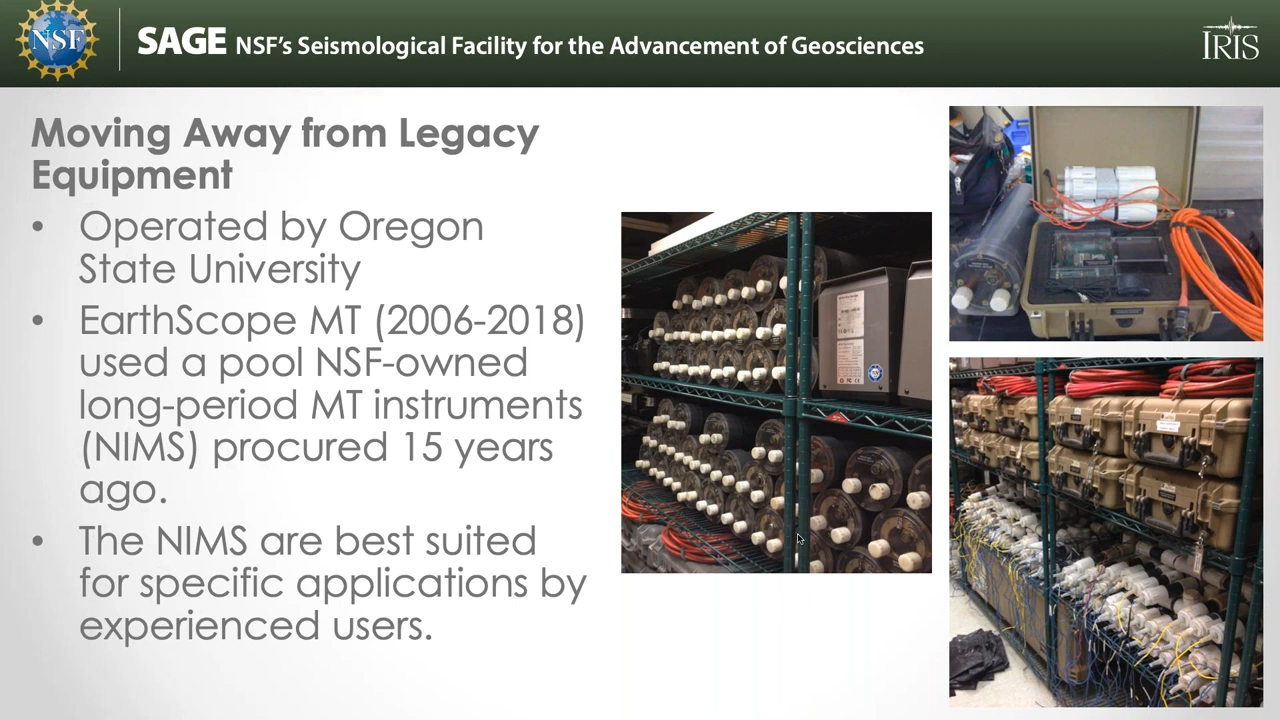 NSF
SAGE NSF's Seismological Facility for the Advancement of Geosciences
IRIS
Moving Away from Legacy
Equipment
• Operated by Oregon
State University
• EarthScope MT (2006-2018)
used a pool NSF-owned
long-period MT instruments
(NIMS) procured 15 years
ago.
• The NIMS are best suited
for specific applications by
experienced users.